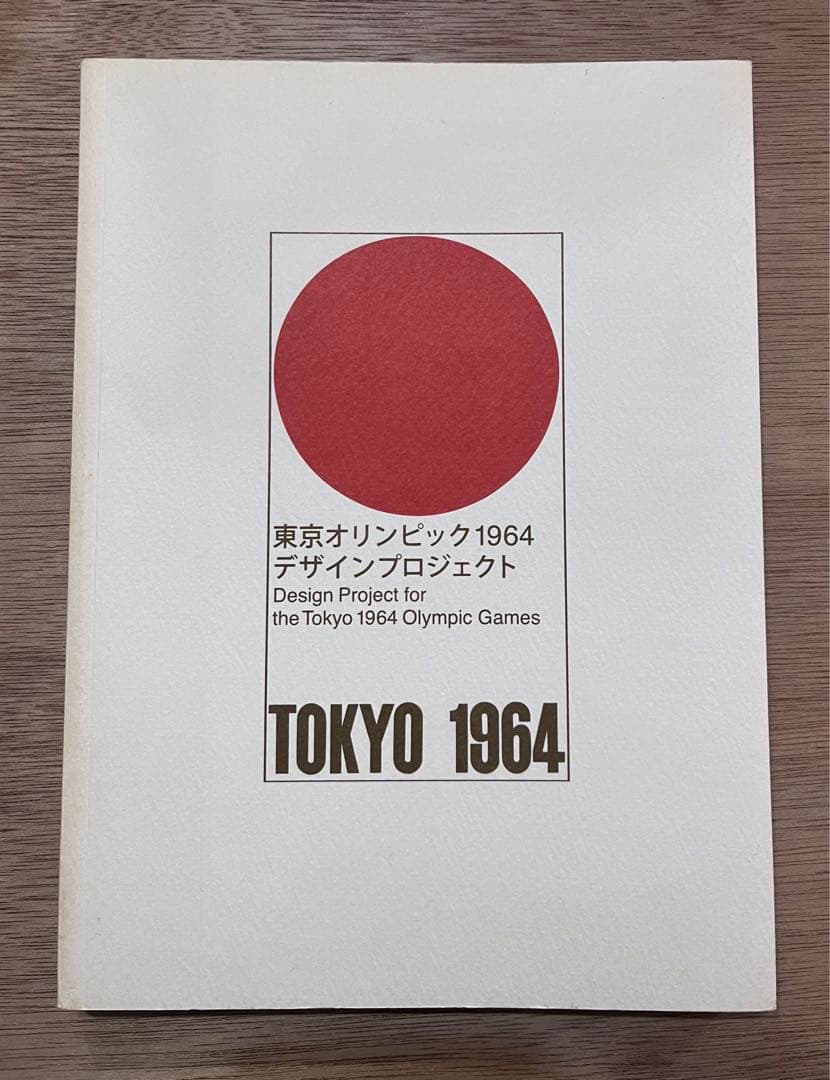 東京オリンピック1964
デザインプロジェクト
Design Project for
the Tokyo 1964 Olympic Games
TOKYO 1964